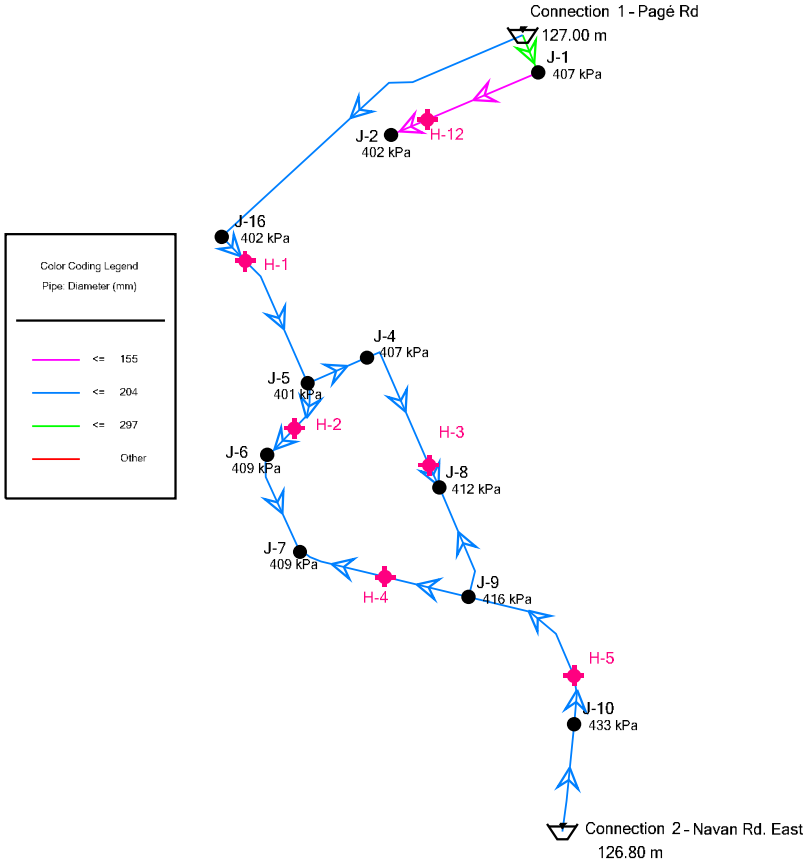 Connection 1 - Pagé Rd
127.00 m
J-1
407 kPa
J-2
402 kPa
H-12
J-16
402 kPa
H-1
Color Coding Legend
Pipe: Diameter (mm)
<= 155
<= 204
<= 297
Other
J-4
407 kPa
J-5
401 kPa
H-2
H-3
J-6
409 kPa
J-8
412 kPa
J-7
409 kPa
H-4
J-9
416 kPa
H-5
J-10
433 kPa
Connection 2 - Navan Rd. East
126.80 m